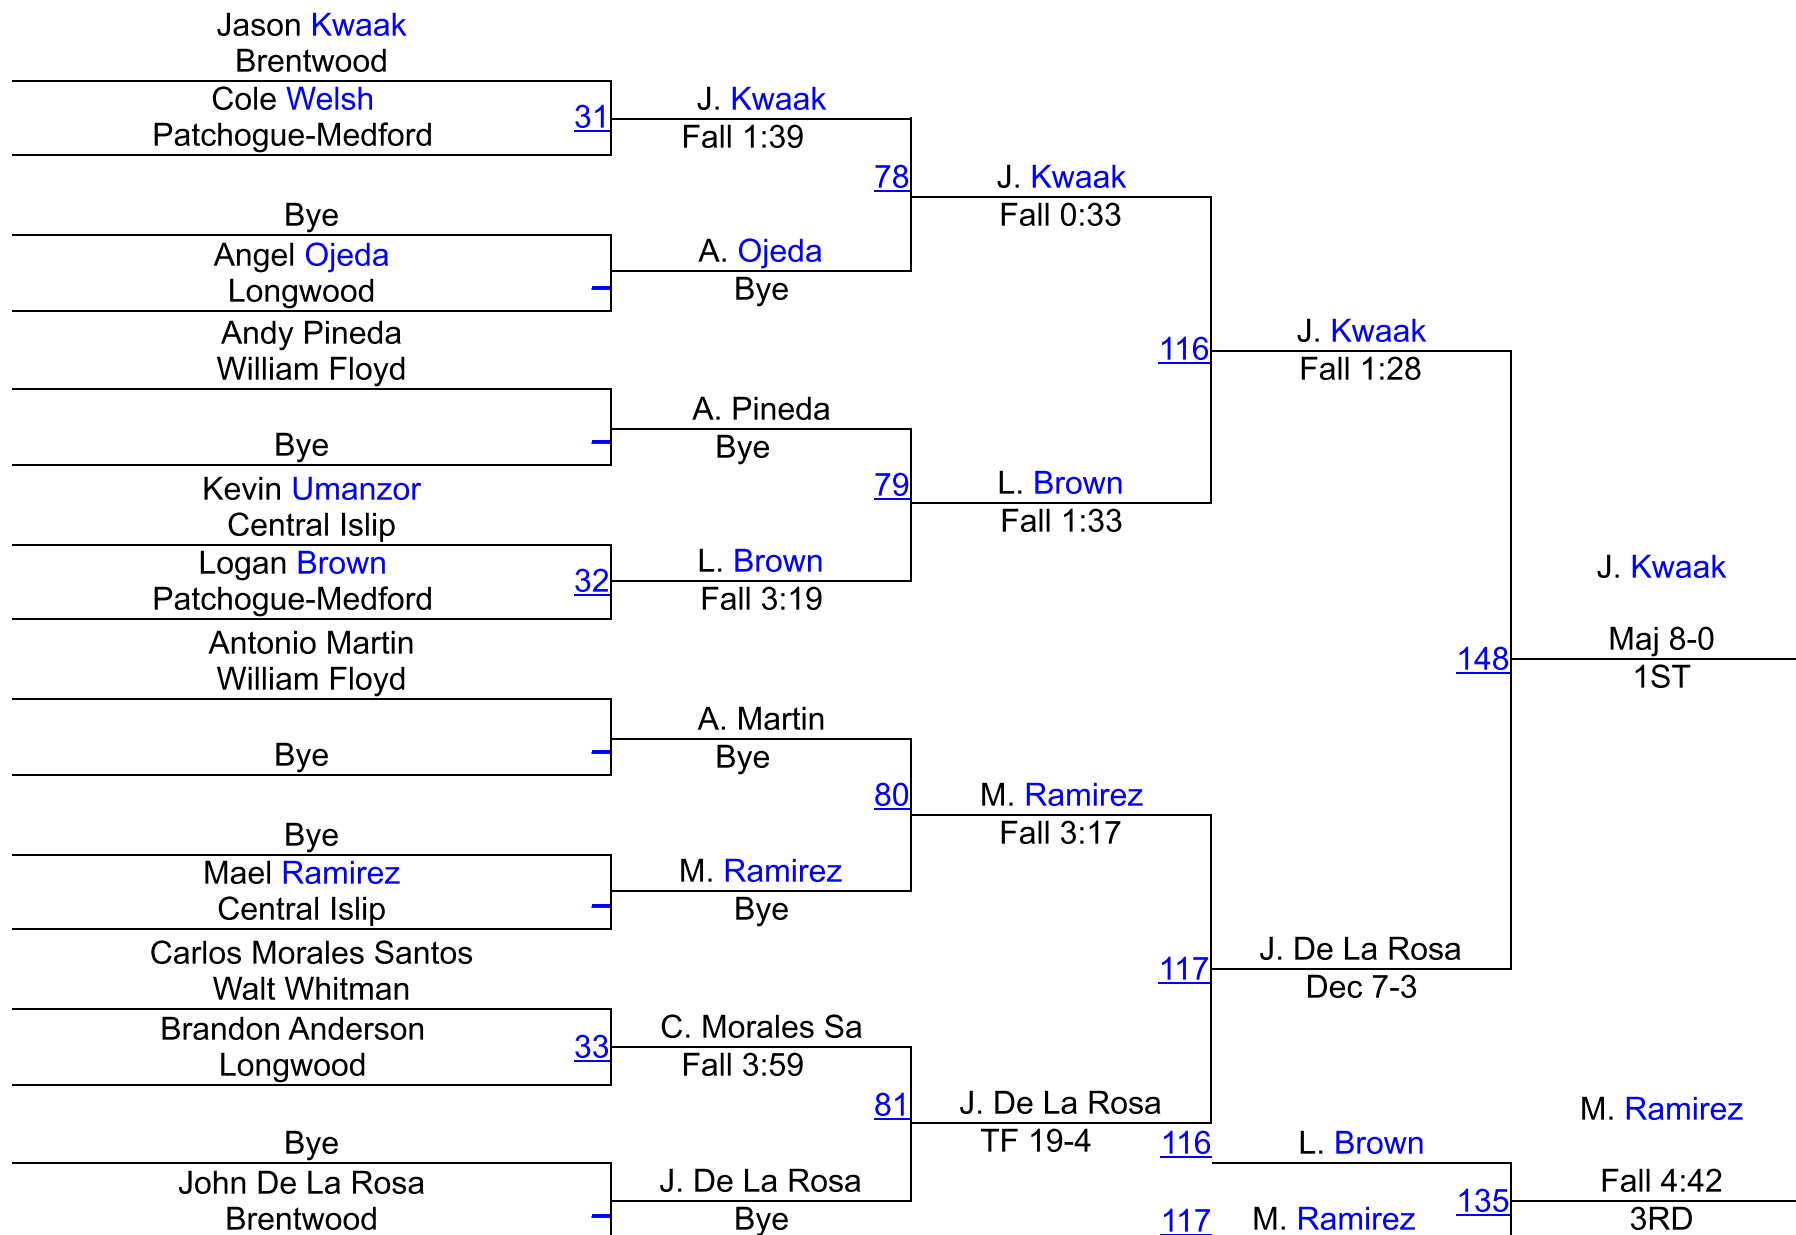 Jason Kwaak
Brentwood
Cole Welsh
Patchogue-Medford
31
J. Kwaak
Fall 1:39
78
J. Kwaak
Fall 0:33
Bye
Angel Ojeda
Longwood
A. Ojeda
Bye
Andy Pineda
William Floyd
116
J. Kwaak
Fall 1:28
A. Pineda
Bye
Bye
79
L. Brown
Fall 1:33
Kevin Umanzor
Central Islip
Logan Brown
Patchogue-Medford
32
L. Brown
Fall 3:19
J. Kwaak
Maj 8-0
148
1ST
Antonio Martin
William Floyd
A. Martin
Bye
Bye
80
M. Ramirez
Fall 3:17
Bye
Mael Ramirez
Central Islip
M. Ramirez
Bye
Carlos Morales Santos
Walt Whitman
117
J. De La Rosa
Dec 7-3
Brandon Anderson
Longwood
33
C. Morales Sa
Fall 3:59
81
J. De La Rosa
TF 19-4
Bye
John De La Rosa
Brentwood
J. De La Rosa
Bye
116
L. Brown
117
M. Ramirez
135
M. Ramirez
Fall 4:42
3RD